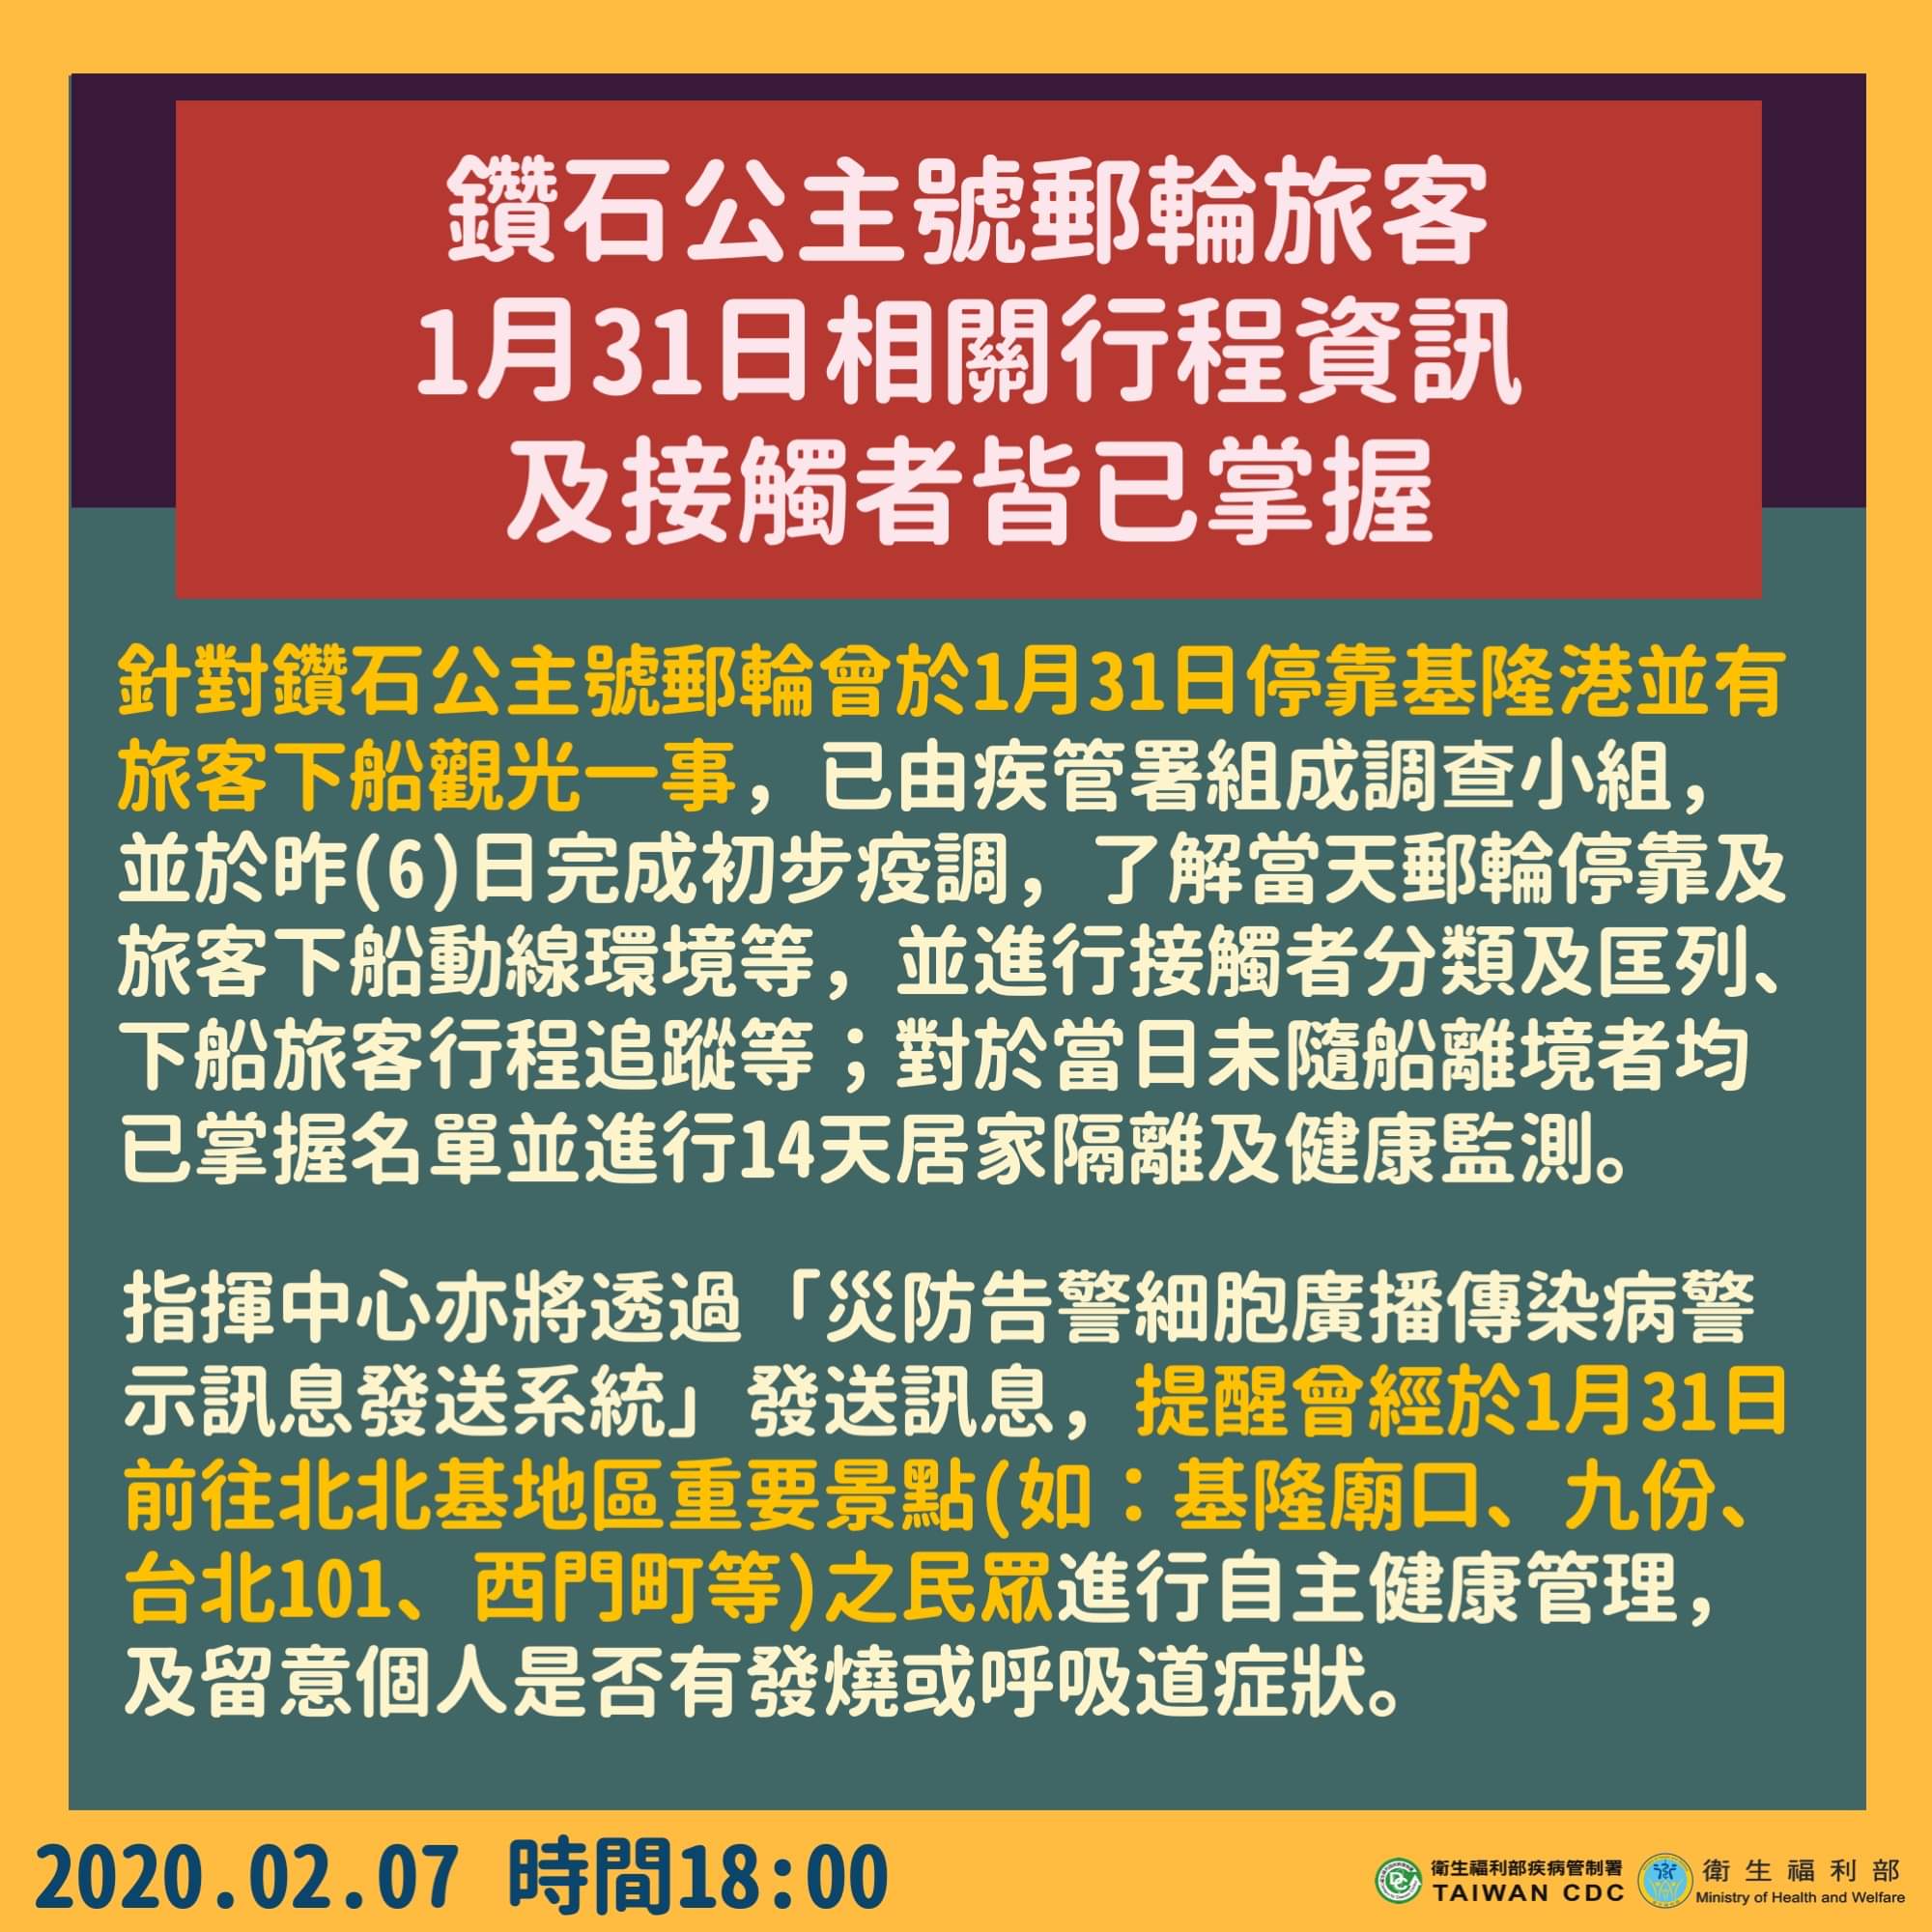 鑽石公主號郵輪旅客
1月31日相關行程資訊
及接觸者皆已掌握
針對鑽石公主號郵輪曾於1月31日停靠基隆港並有
旅客下船觀光一事，已由疾管署組成調查小組，
並於昨(6)日完成初步疫調，了解當天郵輪停靠及
旅客下船動線環境等，並進行接觸者分類及匡列、
下船旅客行程追蹤等；對於當日未隨船離境者均
已掌握名單並進行14天居家隔離及健康監測。
指揮中心亦將透過「災防告警細胞廣播傳染病警
示訊息發送系統」發送訊息，提醒曾經於1月31日
前往北北基地區重要景點(如：基隆廟口、九份、
台北101、西門町等)之民眾進行自主健康管理，
及留意個人是否有發燒或呼吸道症狀。
2020.02.07 時間18:00
衛生福利部疾病管制署
TAIWAN CDC
衛生福利部
Ministry of Health and Welfare